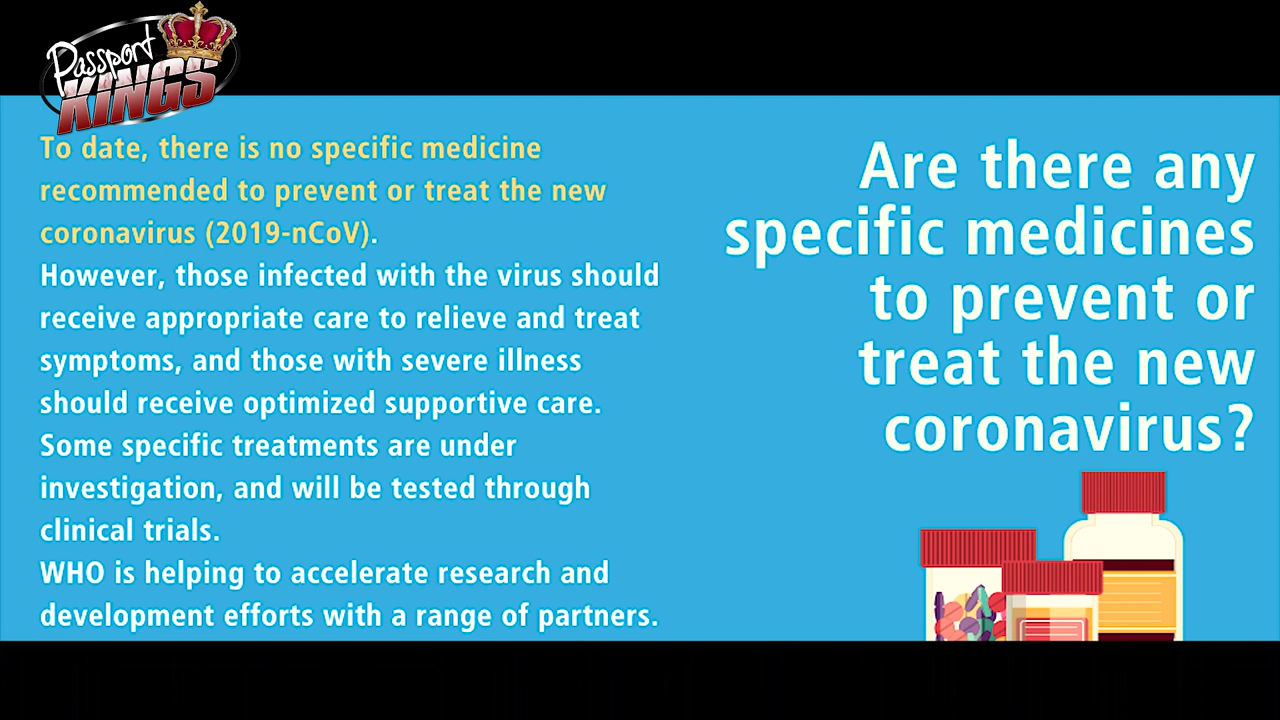 Passport
KINGS
To date, there is no specific medicine
recommended to prevent or treat the new
coronavirus (2019-nCoV).
However, those infected with the virus should
receive appropriate care to relieve and treat
symptoms, and those with severe illness
should receive optimized supportive care.
Some specific treatments are under
investigation, and will be tested through
clinical trials.
WHO is helping to accelerate research and
development efforts with a range of partners.
Are there any
specific medicines
to prevent or
treat the new
coronavirus?